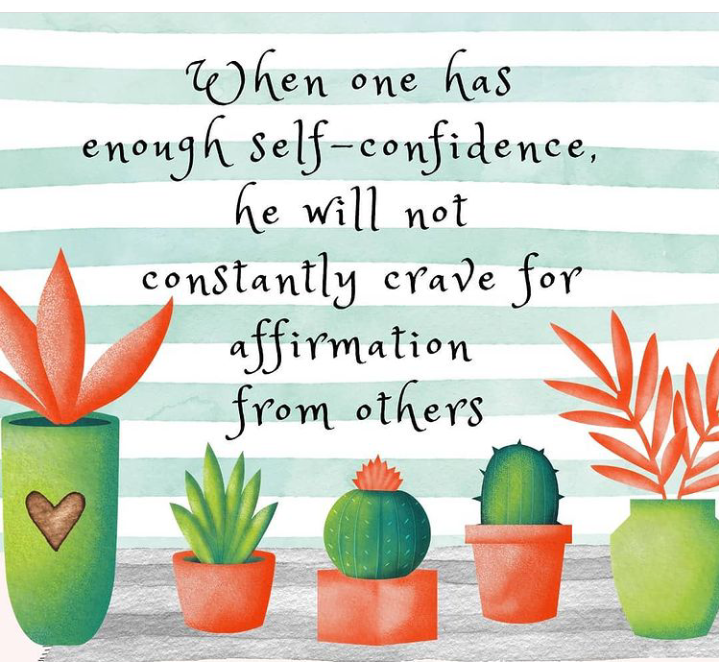 When one has
enough self-confidence,
he will not
constantly crave for
affirmation
from others